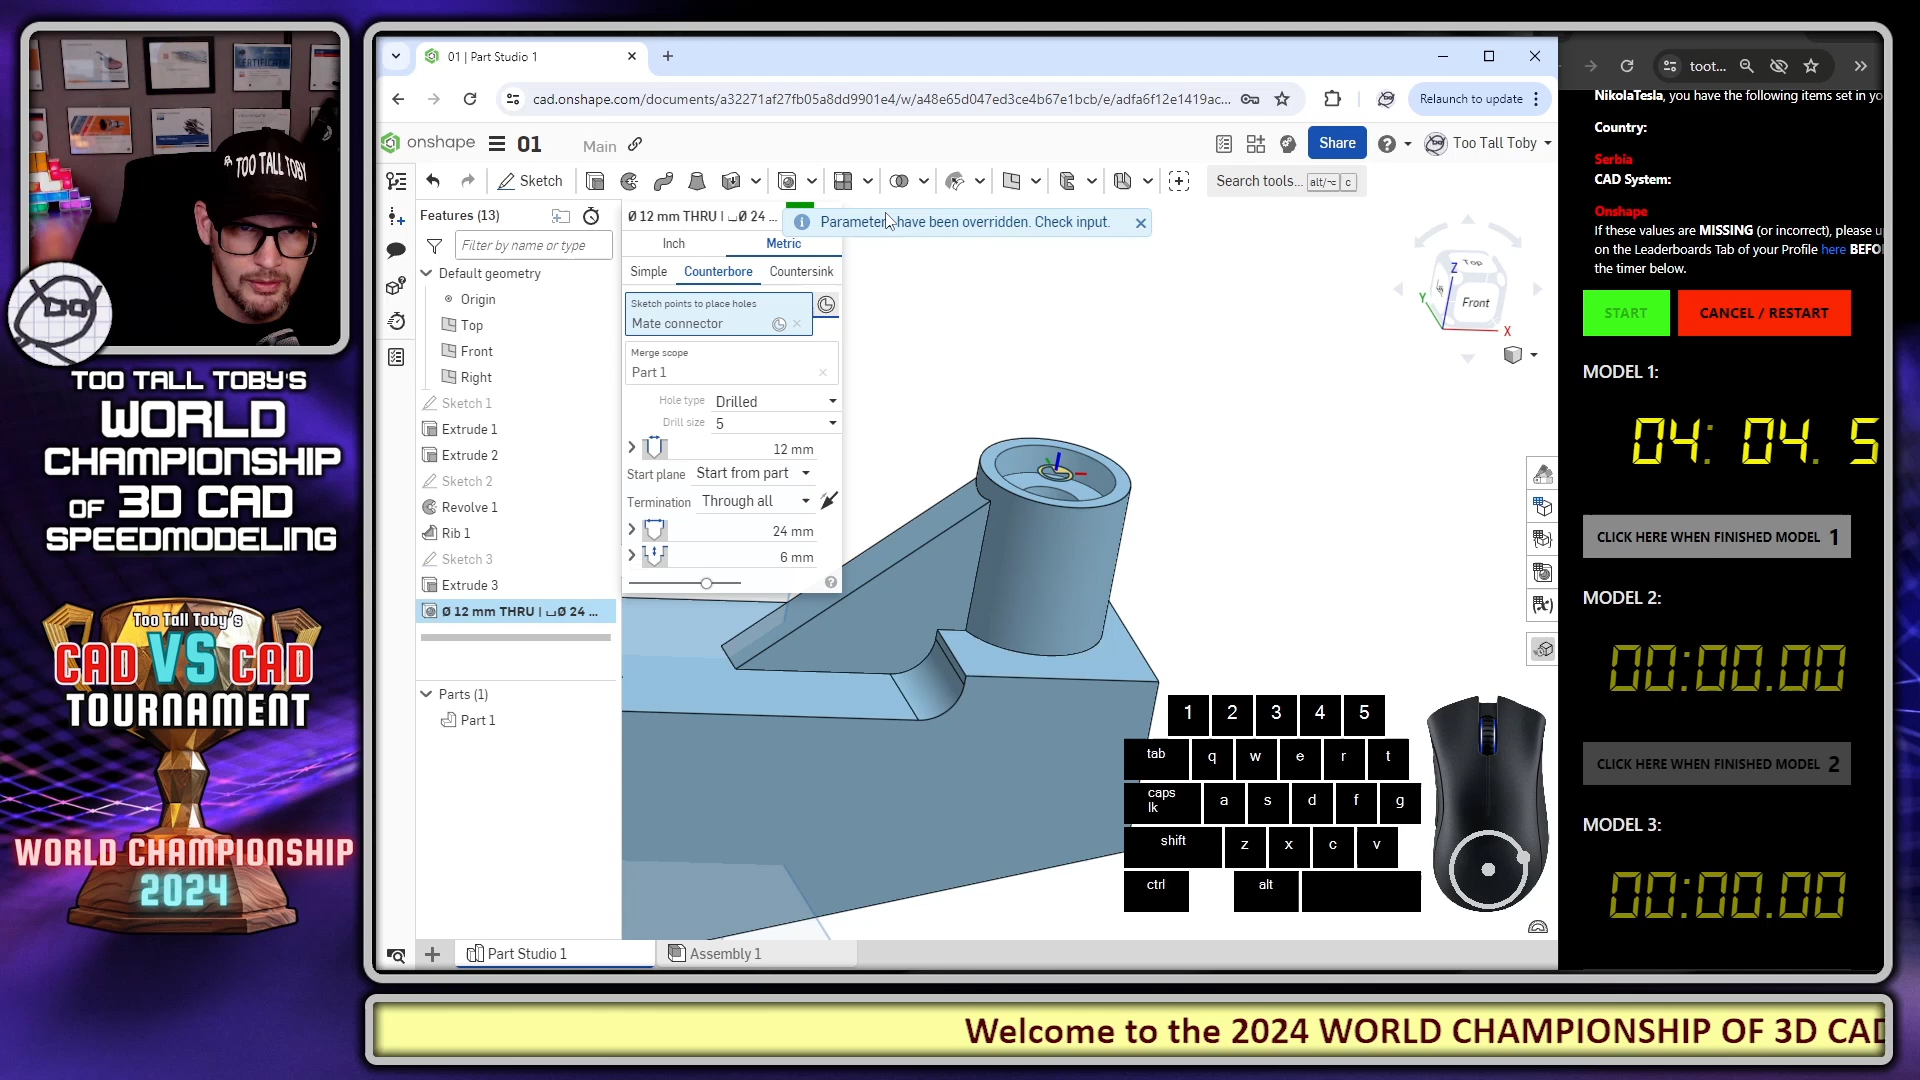 TOO TALL TOBY
TOO TALL TOBY'S
WORLD
CHAMPIONSHIP
OF 3D CAD
SPEEDMODELING
Too Tall Toby's
CAD VS CAD
TOURNAMENT
WORLD CHAMPIONSHIP
2024
01 | Part Studio 1
cad.onshape.com/documents/a32271af27fb05a8dd9901e4/w/a48e65d047ed3ce4b67e1bcb/e/adfa6f12e1419ac...
Relaunch to update
onshape
01
Main
Share
Too Tall Toby
Sketch
Search tools...
alt/⌥
c
Features (13)
Filter by name or type
Default geometry
Origin
Top
Front
Right
Sketch 1
Extrude 1
Extrude 2
Sketch 2
Revolve 1
Rib 1
Sketch 3
Extrude 3
Ø 12 mm THRU | ⌴Ø 24 ...
Parts (1)
Part 1
Ø 12 mm THRU | ⌴Ø 24 ...
Parameters have been overridden. Check input.
Inch
Metric
Simple
Counterbore
Countersink
Sketch points to place holes
Mate connector
Merge scope
Part 1
Hole type
Drilled
Drill size
5
12 mm
Start plane
Start from part
Termination
Through all
24 mm
6 mm
Z
Top
Y
Front
X
1
2
3
4
5
tab
q
w
e
r
t
caps
lk
a
s
d
f
g
shift
z
x
c
v
ctrl
alt
Part Studio 1
Assembly 1
toot...
NikolaTesla, you have the following items set in yo
Country:
Serbia
CAD System:
Onshape
If these values are MISSING (or incorrect), please u
on the Leaderboards Tab of your Profile here BEFO
the timer below.
START
CANCEL / RESTART
MODEL 1:
04:04.5
CLICK HERE WHEN FINISHED MODEL 1
MODEL 2:
00:00.00
CLICK HERE WHEN FINISHED MODEL 2
MODEL 3:
00:00.00
Welcome to the 2024 WORLD CHAMPIONSHIP OF 3D CAD